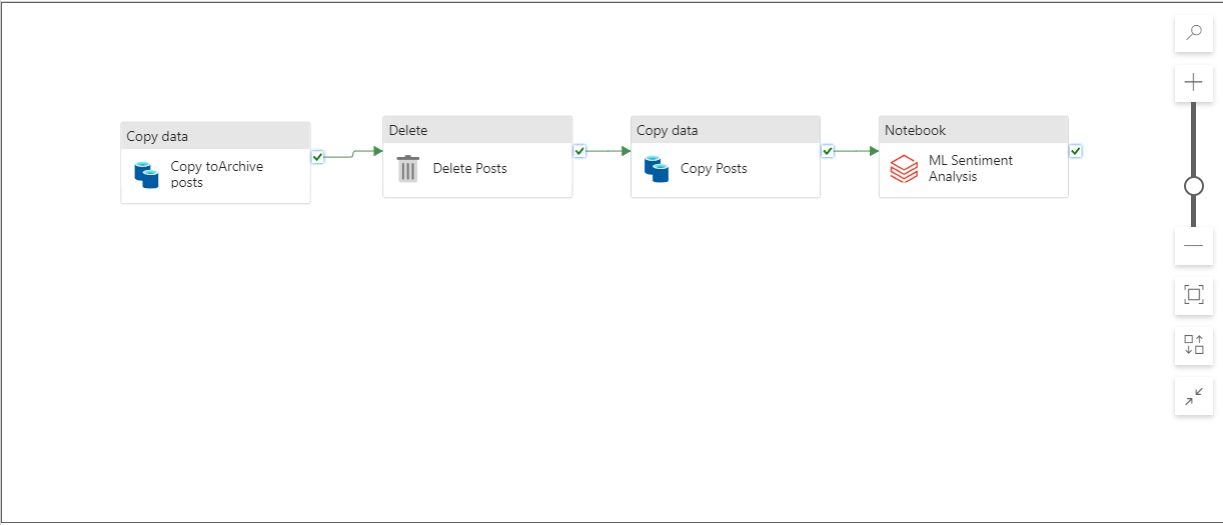 Copy data
Copy toArchive
posts
Delete
Delete Posts
Copy data
Copy Posts
Notebook
ML Sentiment
Analysis